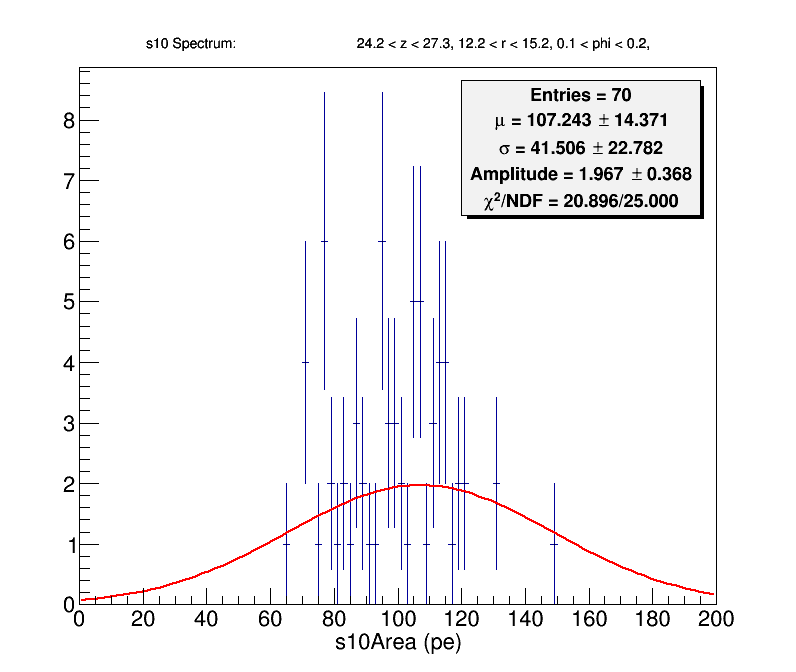 s10 Spectrum: 24.2 < z < 27.3, 12.2 < r < 15.2, 0.1 < phi < 0.2,
Entries = 70
μ = 107.243 ± 14.371
σ = 41.506 ± 22.782
Amplitude = 1.967 ± 0.368
χ²/NDF = 20.896/25.000
8
7
6
5
4
3
2
1
0
0 20 40 60 80 100 120 140 160 180 200
s10Area (pe)